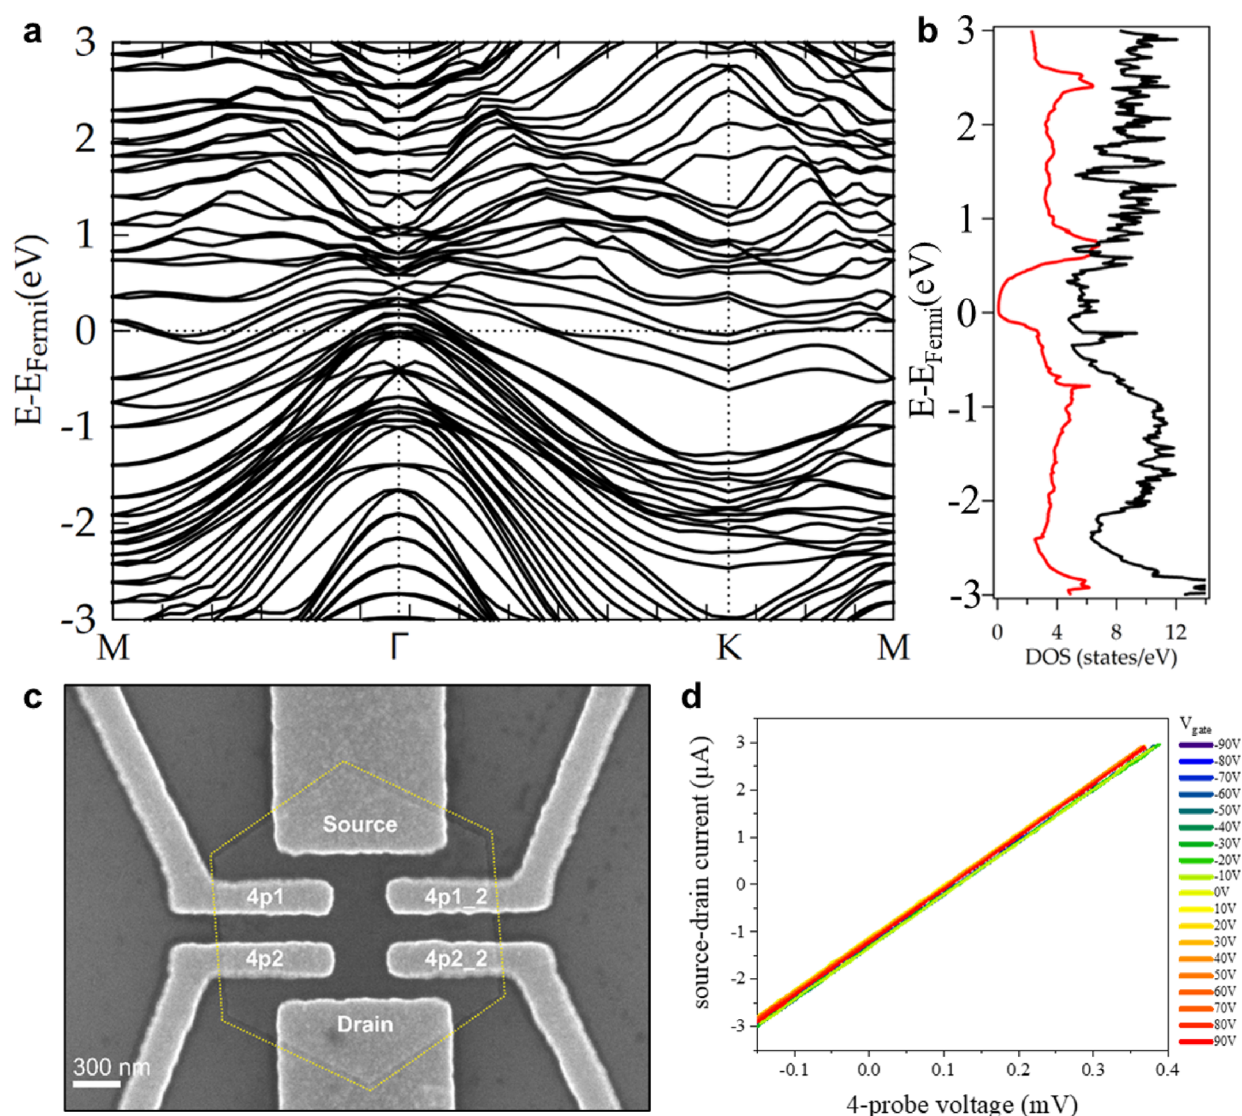 a
3
2
1
0
-1
-2
-3
E-E_Fermi(eV)
M Γ K M
b
3
2
1
0
-1
-2
-3
E-E_Fermi(eV)
0 4 8 12
DOS (states/eV)
c
Source
4p1 4p1_2
4p2 4p2_2
Drain
300 nm
d
3
2
1
0
-1
-2
-3
source-drain current (μA)
-0.1 0.0 0.1 0.2 0.3 0.4
4-probe voltage (mV)
V_gate
-90V
-80V
-70V
-60V
-50V
-40V
-30V
-20V
-10V
0V
10V
20V
30V
40V
50V
60V
70V
80V
90V